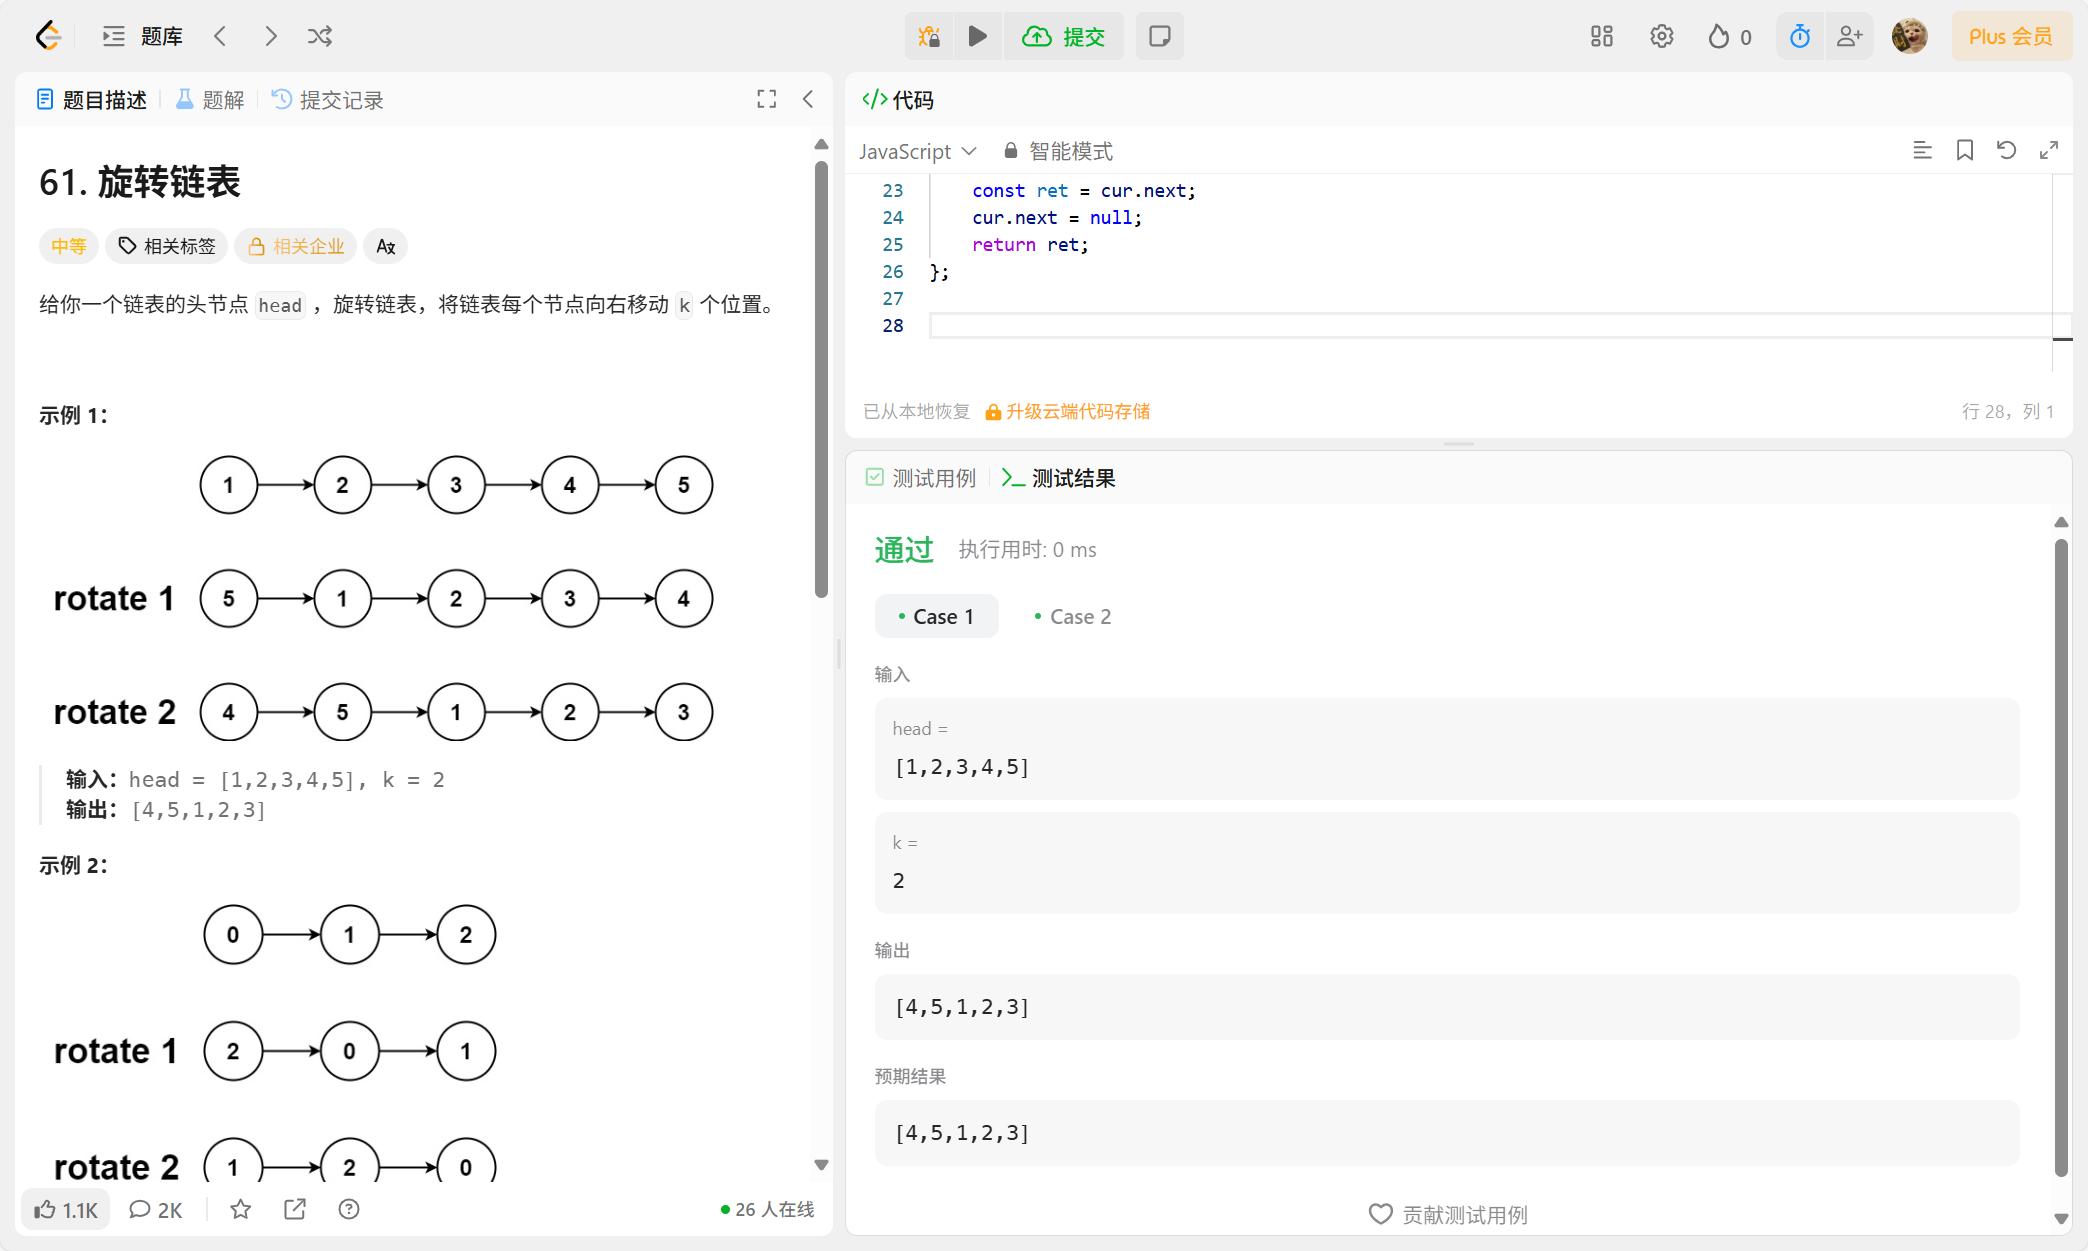 题库
提交
0
Plus 会员
题目描述
题解
提交记录
61. 旋转链表
中等
相关标签
相关企业
给你一个链表的头节点 head ，旋转链表，将链表每个节点向右移动 k 个位置。
示例 1：
1 2 3 4 5
rotate 1 5 1 2 3 4
rotate 2 4 5 1 2 3
输入：head = [1,2,3,4,5], k = 2
输出：[4,5,1,2,3]
示例 2：
0 1 2
rotate 1 2 0 1
rotate 2 1 2 0
1.1K
2K
26 人在线
</>代码
JavaScript
智能模式
23 const ret = cur.next;
24 cur.next = null;
25 return ret;
26 };
27
28
已从本地恢复
升级云端代码存储
行 28，列 1
测试用例
测试结果
通过
执行用时: 0 ms
Case 1
Case 2
输入
head =
[1,2,3,4,5]
k =
2
输出
[4,5,1,2,3]
预期结果
[4,5,1,2,3]
贡献测试用例